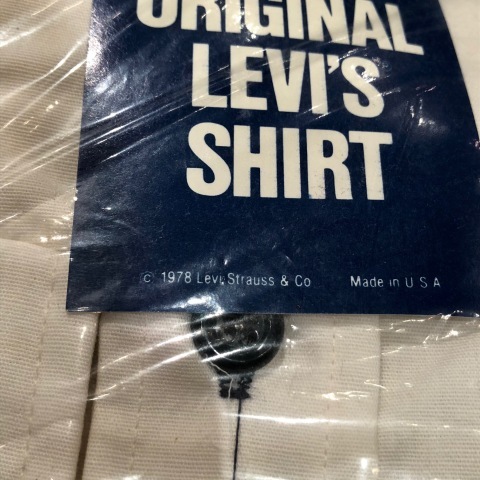 ORIGINAL
LEVI'S
SHIRT
© 1978 Levi Strauss & Co Made in U S A